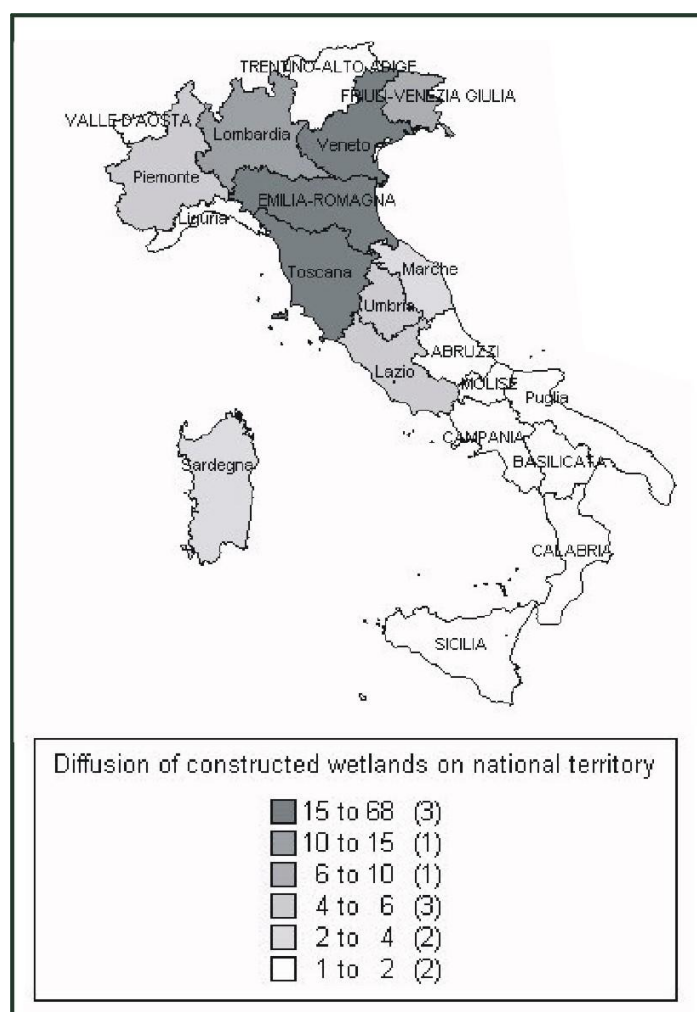 TRENTINO-ALTO ADIGE
FRIULI-VENEZIA GIULIA
VALLE D'AOSTA
Lombardia
Veneto
Piemonte
EMILIA-ROMAGNA
Liguria
Toscana
Marche
Umbria
ABRUZZI
Lazio
MOLISE
Puglia
CAMPANIA
BASILICATA
Sardegna
CALABRIA
SICILIA
Diffusion of constructed wetlands on national territory
15 to 68 (3)
10 to 15 (1)
6 to 10 (1)
4 to 6 (3)
2 to 4 (2)
1 to 2 (2)